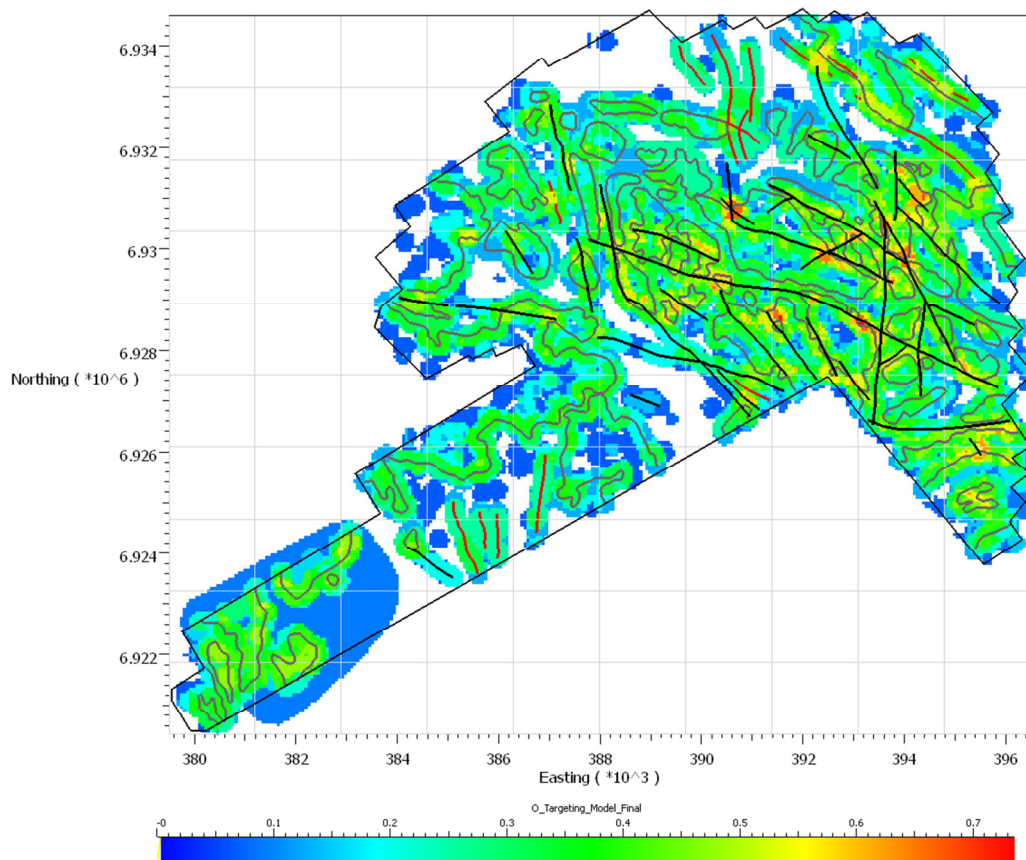 6.934
6.932
6.93
6.928
Northing ( *10^6 )
6.926
6.924
6.922
380 382 384 386 388 390 392 394 396
Easting ( *10^3 )
O_Targeting_Model_Final
-0 0.1 0.2 0.3 0.4 0.5 0.6 0.7